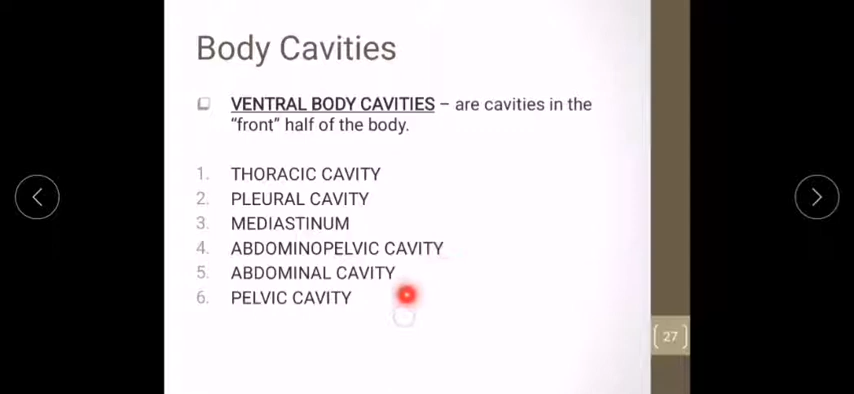 Body Cavities
❑ VENTRAL BODY CAVITIES – are cavities in the
“front” half of the body.
1. THORACIC CAVITY
2. PLEURAL CAVITY
3. MEDIASTINUM
4. ABDOMINOPELVIC CAVITY
5. ABDOMINAL CAVITY
6. PELVIC CAVITY
27